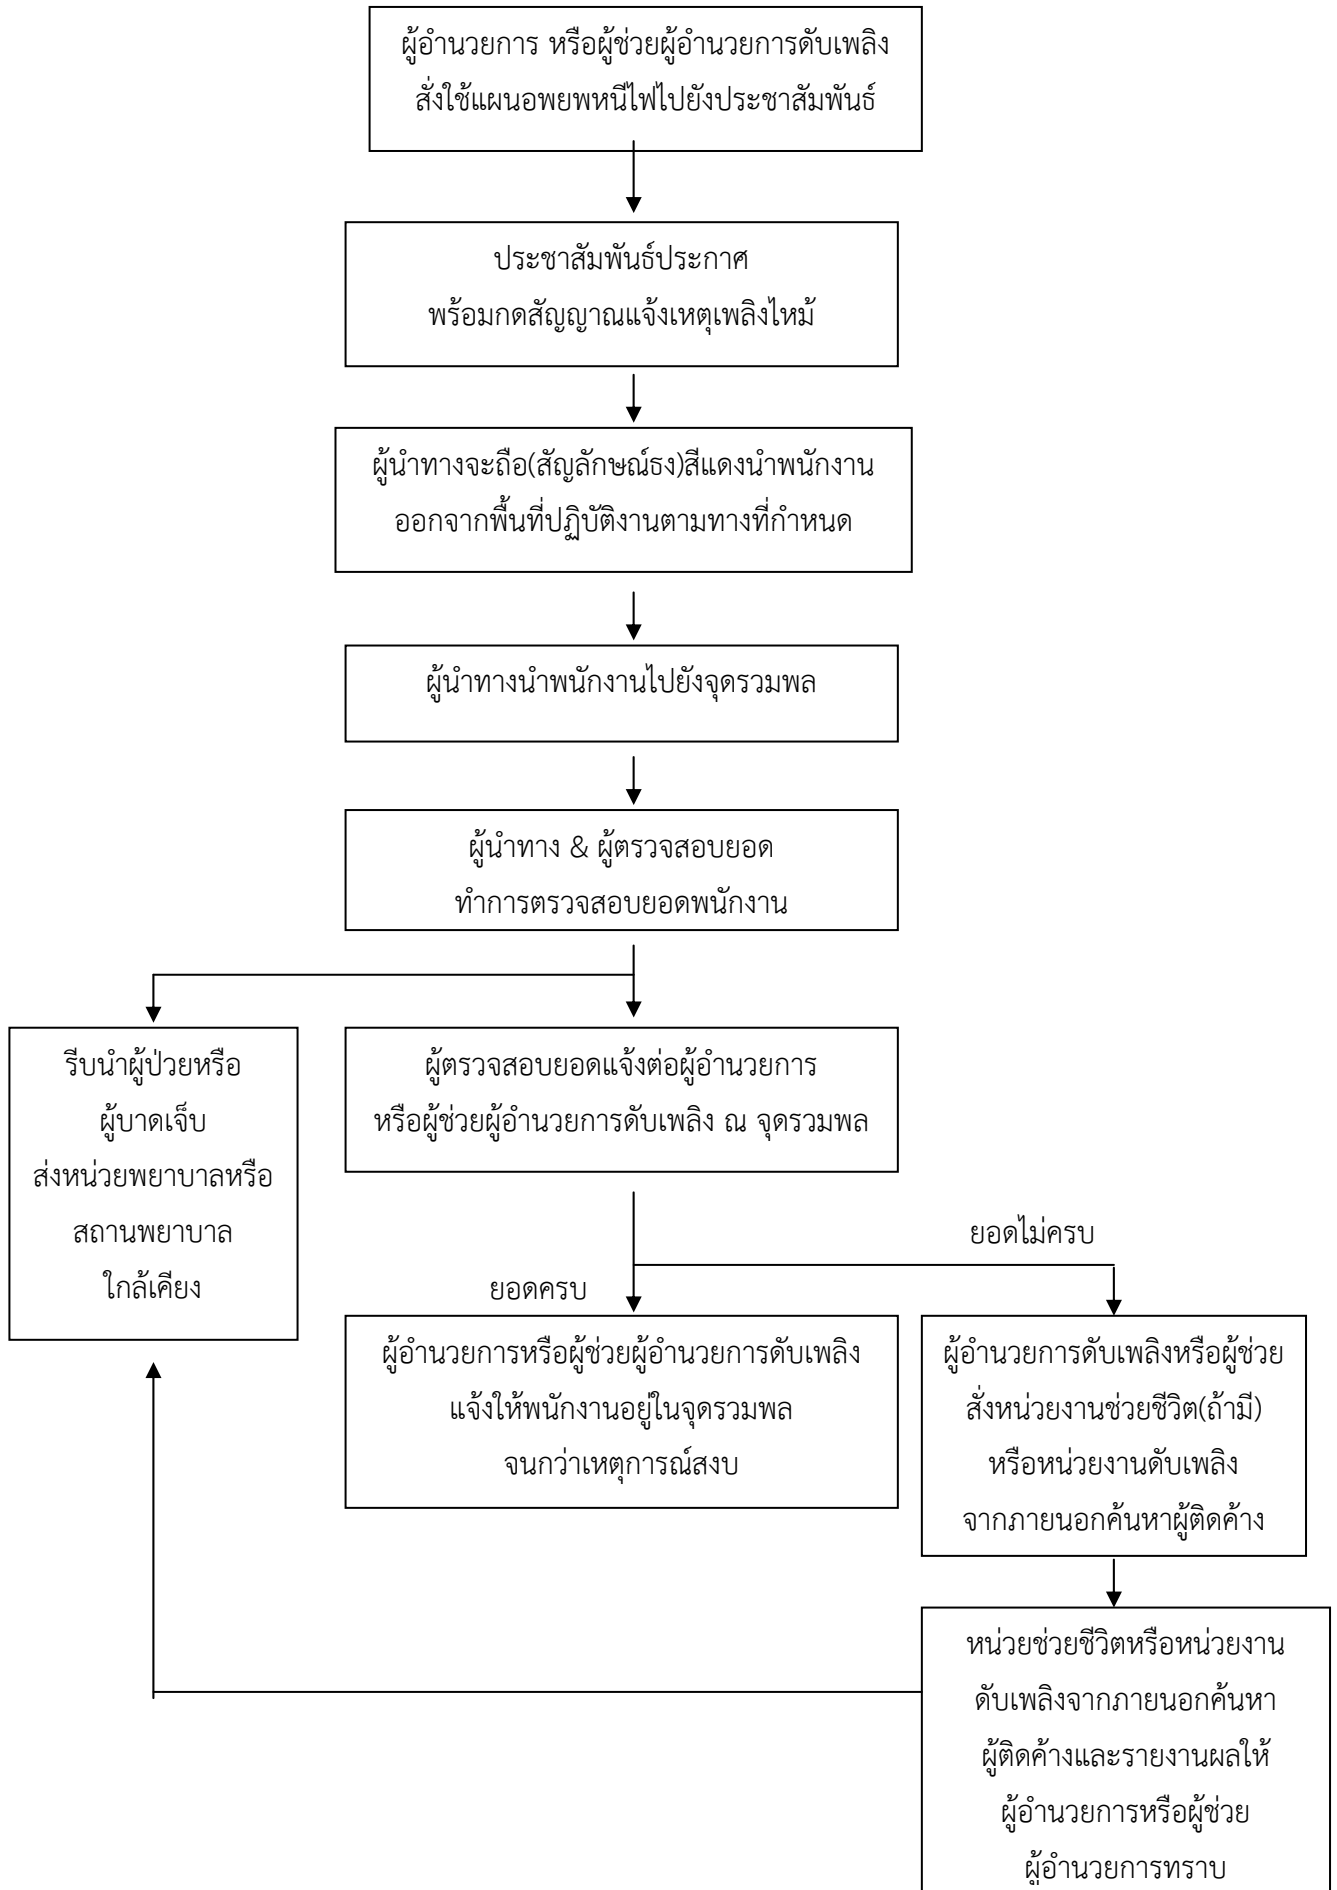 ผู้อำนวยการ หรือผู้ช่วยผู้อำนวยการดับเพลิง
สั่งใช้แผนอพยพหนีไฟไปยังประชาสัมพันธ์
ประชาสัมพันธ์ประกาศ
พร้อมกดสัญญาณแจ้งเหตุเพลิงไหม้
ผู้นำทางจะถือ(สัญลักษณ์ธง)สีแดงนำพนักงาน
ออกจากพื้นที่ปฏิบัติงานตามทางที่กำหนด
ผู้นำทางนำพนักงานไปยังจุดรวมพล
ผู้นำทาง & ผู้ตรวจสอบยอด
ทำการตรวจสอบยอดพนักงาน
รีบนำผู้ป่วยหรือ
ผู้บาดเจ็บ
ส่งหน่วยพยาบาลหรือ
สถานพยาบาล
ใกล้เคียง
ผู้ตรวจสอบยอดแจ้งต่อผู้อำนวยการ
หรือผู้ช่วยผู้อำนวยการดับเพลิง ณ จุดรวมพล
ยอดไม่ครบ
ยอดครบ
ผู้อำนวยการหรือผู้ช่วยผู้อำนวยการดับเพลิง
แจ้งให้พนักงานอยู่ในจุดรวมพล
จนกว่าเหตุการณ์สงบ
ผู้อำนวยการดับเพลิงหรือผู้ช่วย
สั่งหน่วยงานช่วยชีวิต(ถ้ามี)
หรือหน่วยงานดับเพลิง
จากภายนอกค้นหาผู้ติดค้าง
หน่วยช่วยชีวิตหรือหน่วยงาน
ดับเพลิงจากภายนอกค้นหา
ผู้ติดค้างและรายงานผลให้
ผู้อำนวยการหรือผู้ช่วย
ผู้อำนวยการทราบ